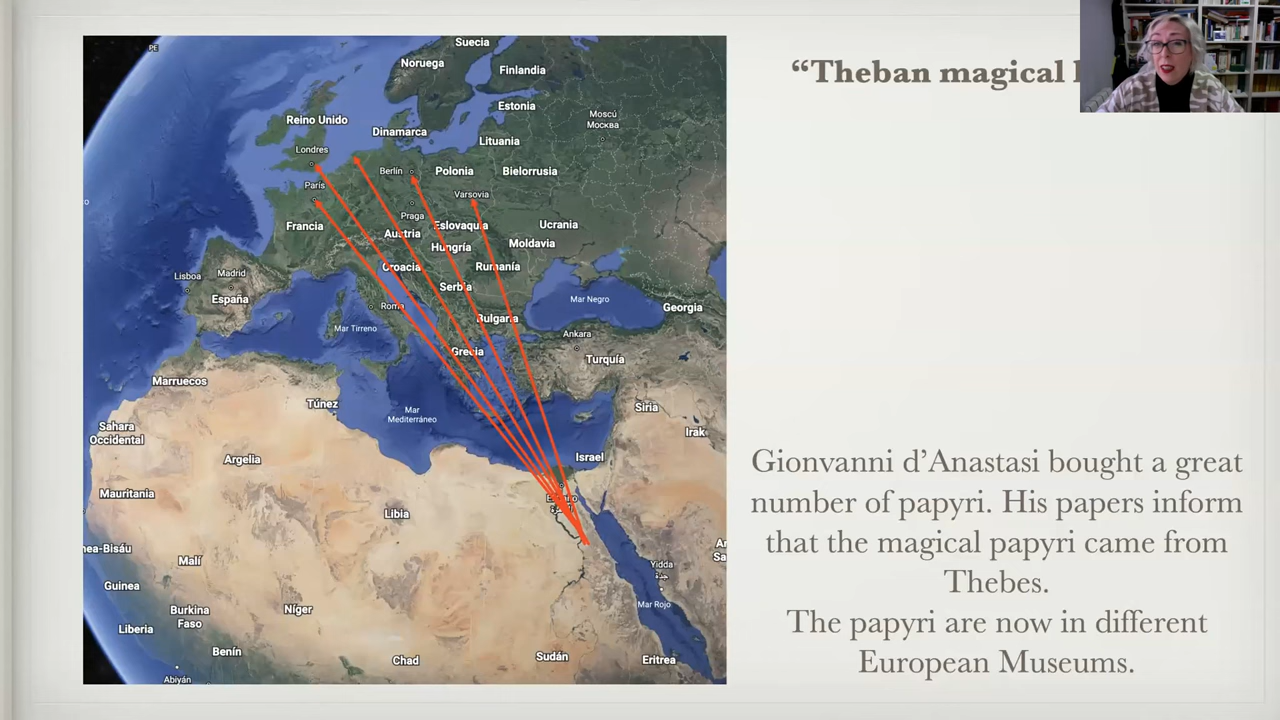 “Theban magical
PE
Suecia
Noruega
Finlandia
Estonia
Reino Unido
Dinamarca
Moscú
Москва
Lituania
Londres
Berlín
Polonia
Bielorrusia
París
Varsovia
Praga
Francia
Eslovaquia
Ucrania
Austria
Hungría
Moldavia
Croacia
Rumanía
Lisboa
Madrid
España
Serbia
Roma
Mar Negro
Georgia
Mar Tirreno
Bulgaria
Ankara
Grecia
Turquía
Marruecos
Túnez
Mar
Mediterráneo
Siria
Irak
Sahara
Occidental
Argelia
Israel
Mauritania
Libia
nea-Bisáu
Malí
Yidda
جدة
Guinea
Burkina
Faso
Níger
Mar Rojo
Liberia
Benín
Chad
Sudán
Eritrea
Abiyán
Gionvanni d’Anastasi bought a great
number of papyri. His papers inform
that the magical papyri came from
Thebes.
The papyri are now in different
European Museums.